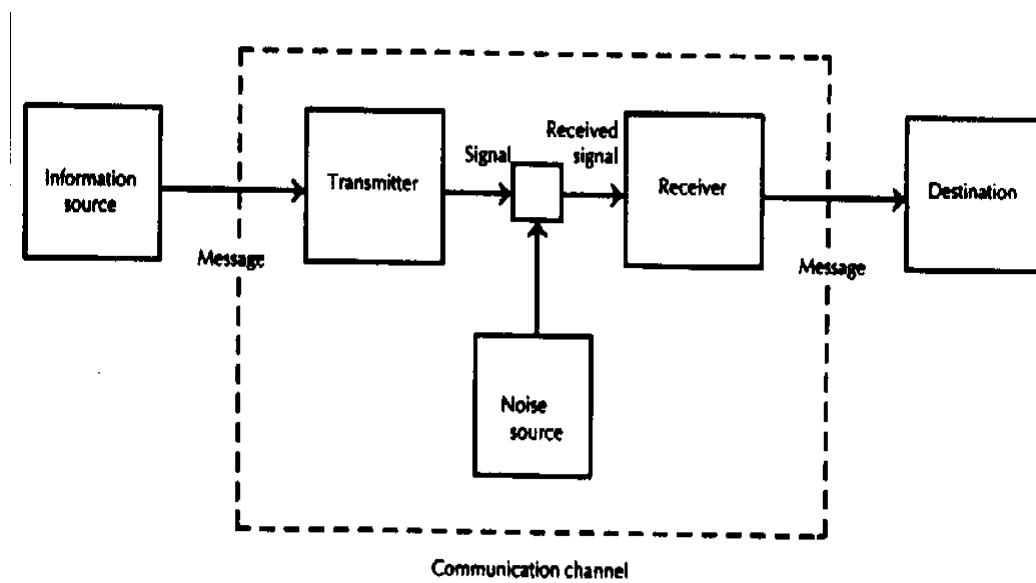 Information
source
Message
Transmitter
Signal
Received
signal
Receiver
Message
Destination
Noise
source
Communication channel